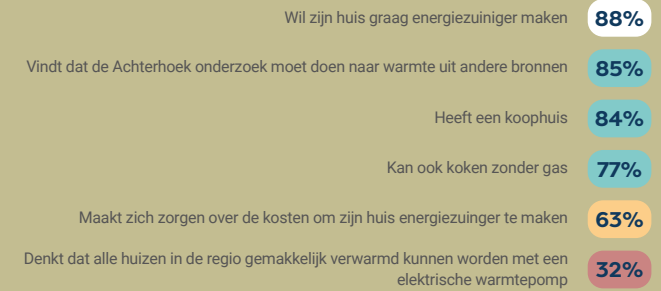 Wil zijn huis graag energiezuiniger maken 88%
Vindt dat de Achterhoek onderzoek moet doen naar warmte uit andere bronnen 85%
Heeft een koophuis 84%
Kan ook koken zonder gas 77%
Maakt zich zorgen over de kosten om zijn huis energiezuinger te maken 63%
Denkt dat alle huizen in de regio gemakkelijk verwarmd kunnen worden met een
elektrische warmtepomp 32%